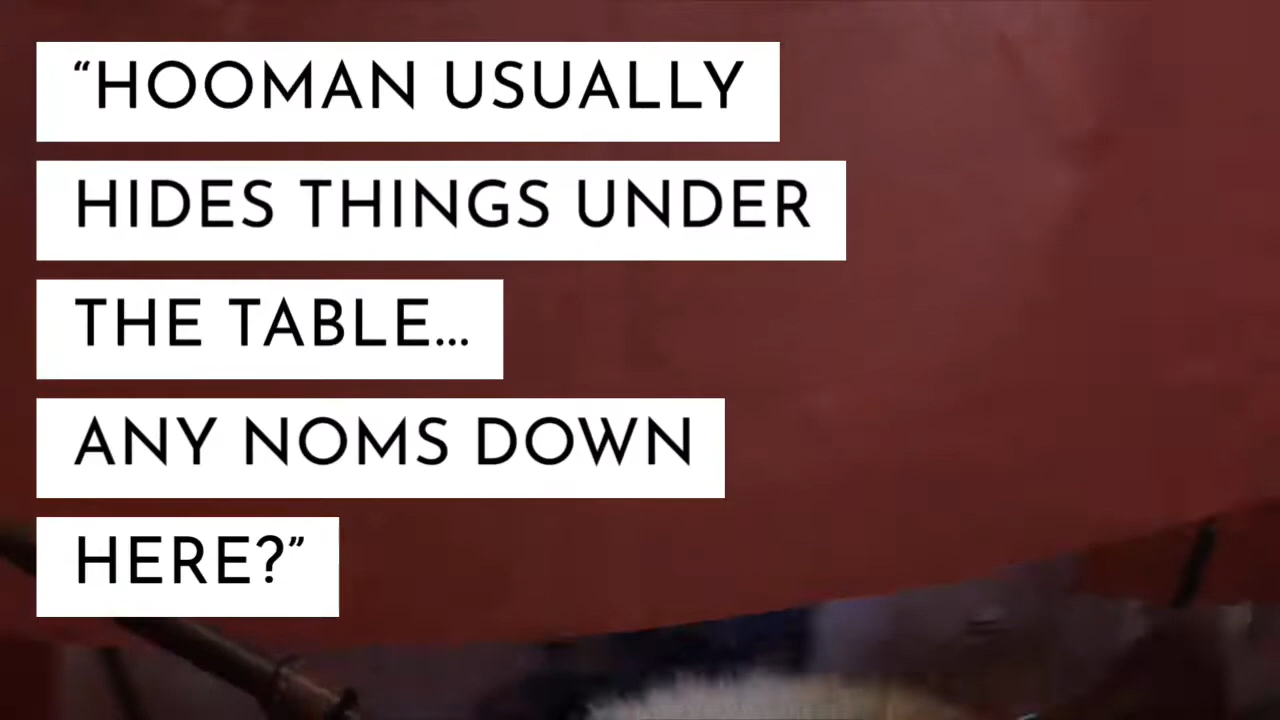 “HOOMAN USUALLY
HIDES THINGS UNDER
THE TABLE...
ANY NOMS DOWN
HERE?”